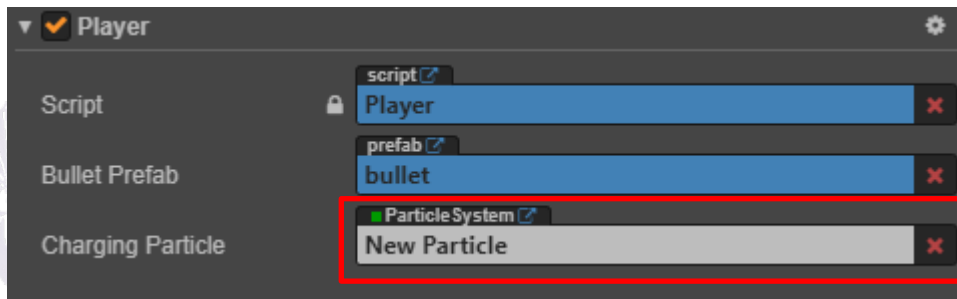 Player
script
Script Player
prefab
Bullet Prefab bullet
ParticleSystem
Charging Particle New Particle